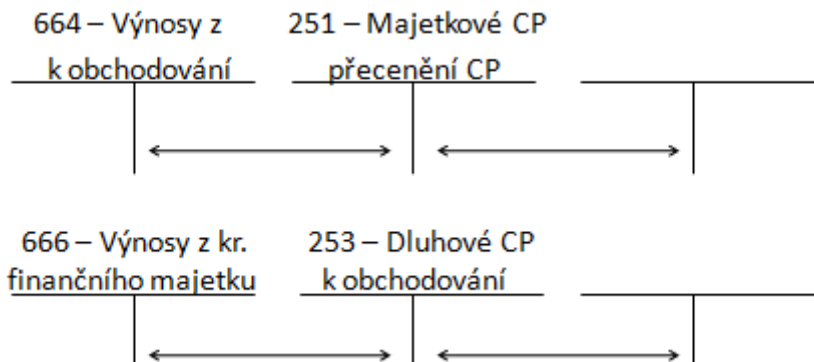 664 – Výnosy z
k obchodování
251 – Majetkové CP
přecenění CP
666 – Výnosy z kr.
finančního majetku
253 – Dluhové CP
k obchodování